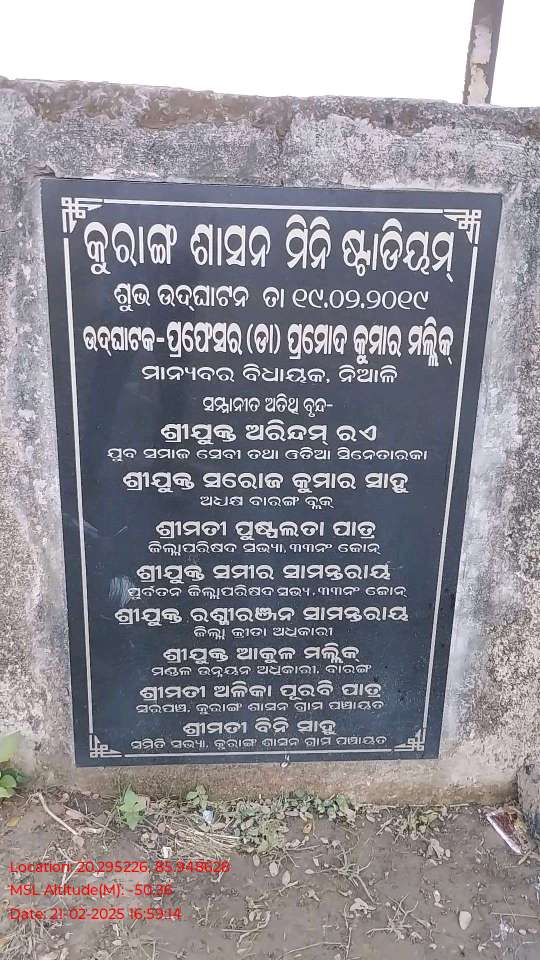 କୁରାଙ୍ଗ ଶାସନ ମିନି ଷ୍ଟାଡିୟମ୍
ଶୁଭ ଉଦ୍‌ଘାଟନ ତା ୧୯.୦୨.୨୦୧୯
ଉଦ୍‌ଘାଟକ-ପ୍ରଫେସର (ଡା) ପ୍ରମୋଦ କୁମାର ମଲ୍ଲିକ୍
ମାନ୍ୟବର ବିଧାୟକ, ନିଆଳି
ସମ୍ମାନୀତ ଅତିଥି ବୃନ୍ଦ-
ଶ୍ରୀଯୁକ୍ତ ଅରିନ୍ଦମ୍ ରଏ
ଯୁବ ସମାଜ ସେବୀ ତଥା ଓଡିଆ ସିନେତାରକା
ଶ୍ରୀଯୁକ୍ତ ସରୋଜ କୁମାର ସାହୁ
ଅଧ୍ୟକ୍ଷ ବାରଙ୍ଗ ବ୍ଲକ୍
ଶ୍ରୀମତୀ ପୁଷ୍ପଲତା ପାତ୍ର
ଜିଲ୍ଲାପରିଷଦ ସଭ୍ୟା, ୩୩ନଂ ଜୋନ୍
ଶ୍ରୀଯୁକ୍ତ ସମୀର ସାମନ୍ତରାୟ
ପୂର୍ବତନ ଜିଲ୍ଲାପରିଷଦ ସଭ୍ୟ, ୩୩ନଂ ଜୋନ୍
ଶ୍ରୀଯୁକ୍ତ ରଶ୍ମୀରଞ୍ଜନ ସାମନ୍ତରାୟ
ଜିଲ୍ଲା କ୍ରୀଡା ଅଧିକାରୀ
ଶ୍ରୀଯୁକ୍ତ ଆକୁଳ ମଲ୍ଲିକ୍
ମଣ୍ଡଳ ଉନ୍ନୟନ ଅଧିକାରୀ, ବାରଙ୍ଗ
ଶ୍ରୀମତୀ ଅଳିକା ପୂରବି ପାତ୍ର
ସରପଞ୍ଚ, କୁରାଙ୍ଗ ଶାସନ ଗ୍ରାମ ପଞ୍ଚାୟତ
ଶ୍ରୀମତୀ ବିନି ସାହୁ
ସମିତି ସଭ୍ୟା, କୁରାଙ୍ଗ ଶାସନ ଗ୍ରାମ ପଞ୍ଚାୟତ
Location: 20.295226, 85.948628
MSL Altitude(M): -50.36
Date: 21-02-2025 16:59:14